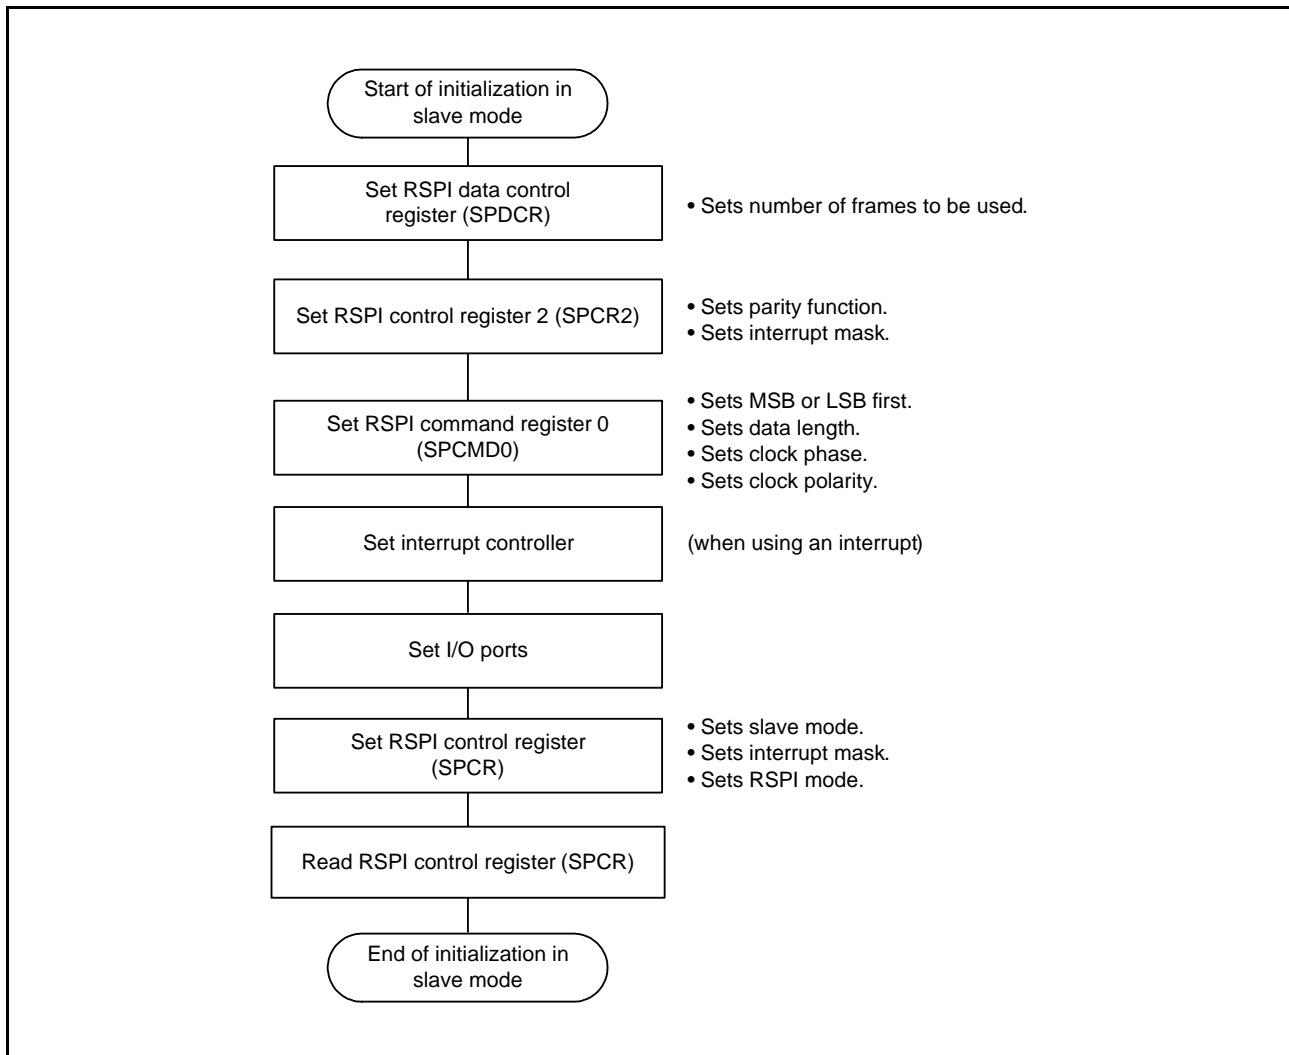 Start of initialization in
slave mode
Set RSPI data control
register (SPDCR)
• Sets number of frames to be used.
Set RSPI control register 2 (SPCR2)
• Sets parity function.
• Sets interrupt mask.
Set RSPI command register 0
(SPCMD0)
• Sets MSB or LSB first.
• Sets data length.
• Sets clock phase.
• Sets clock polarity.
Set interrupt controller
(when using an interrupt)
Set I/O ports
Set RSPI control register
(SPCR)
• Sets slave mode.
• Sets interrupt mask.
• Sets RSPI mode.
Read RSPI control register (SPCR)
End of initialization in
slave mode